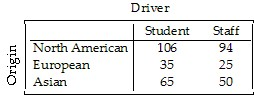 Driver
Student Staff
Origin
North American 106 94
European 35 25
Asian 65 50